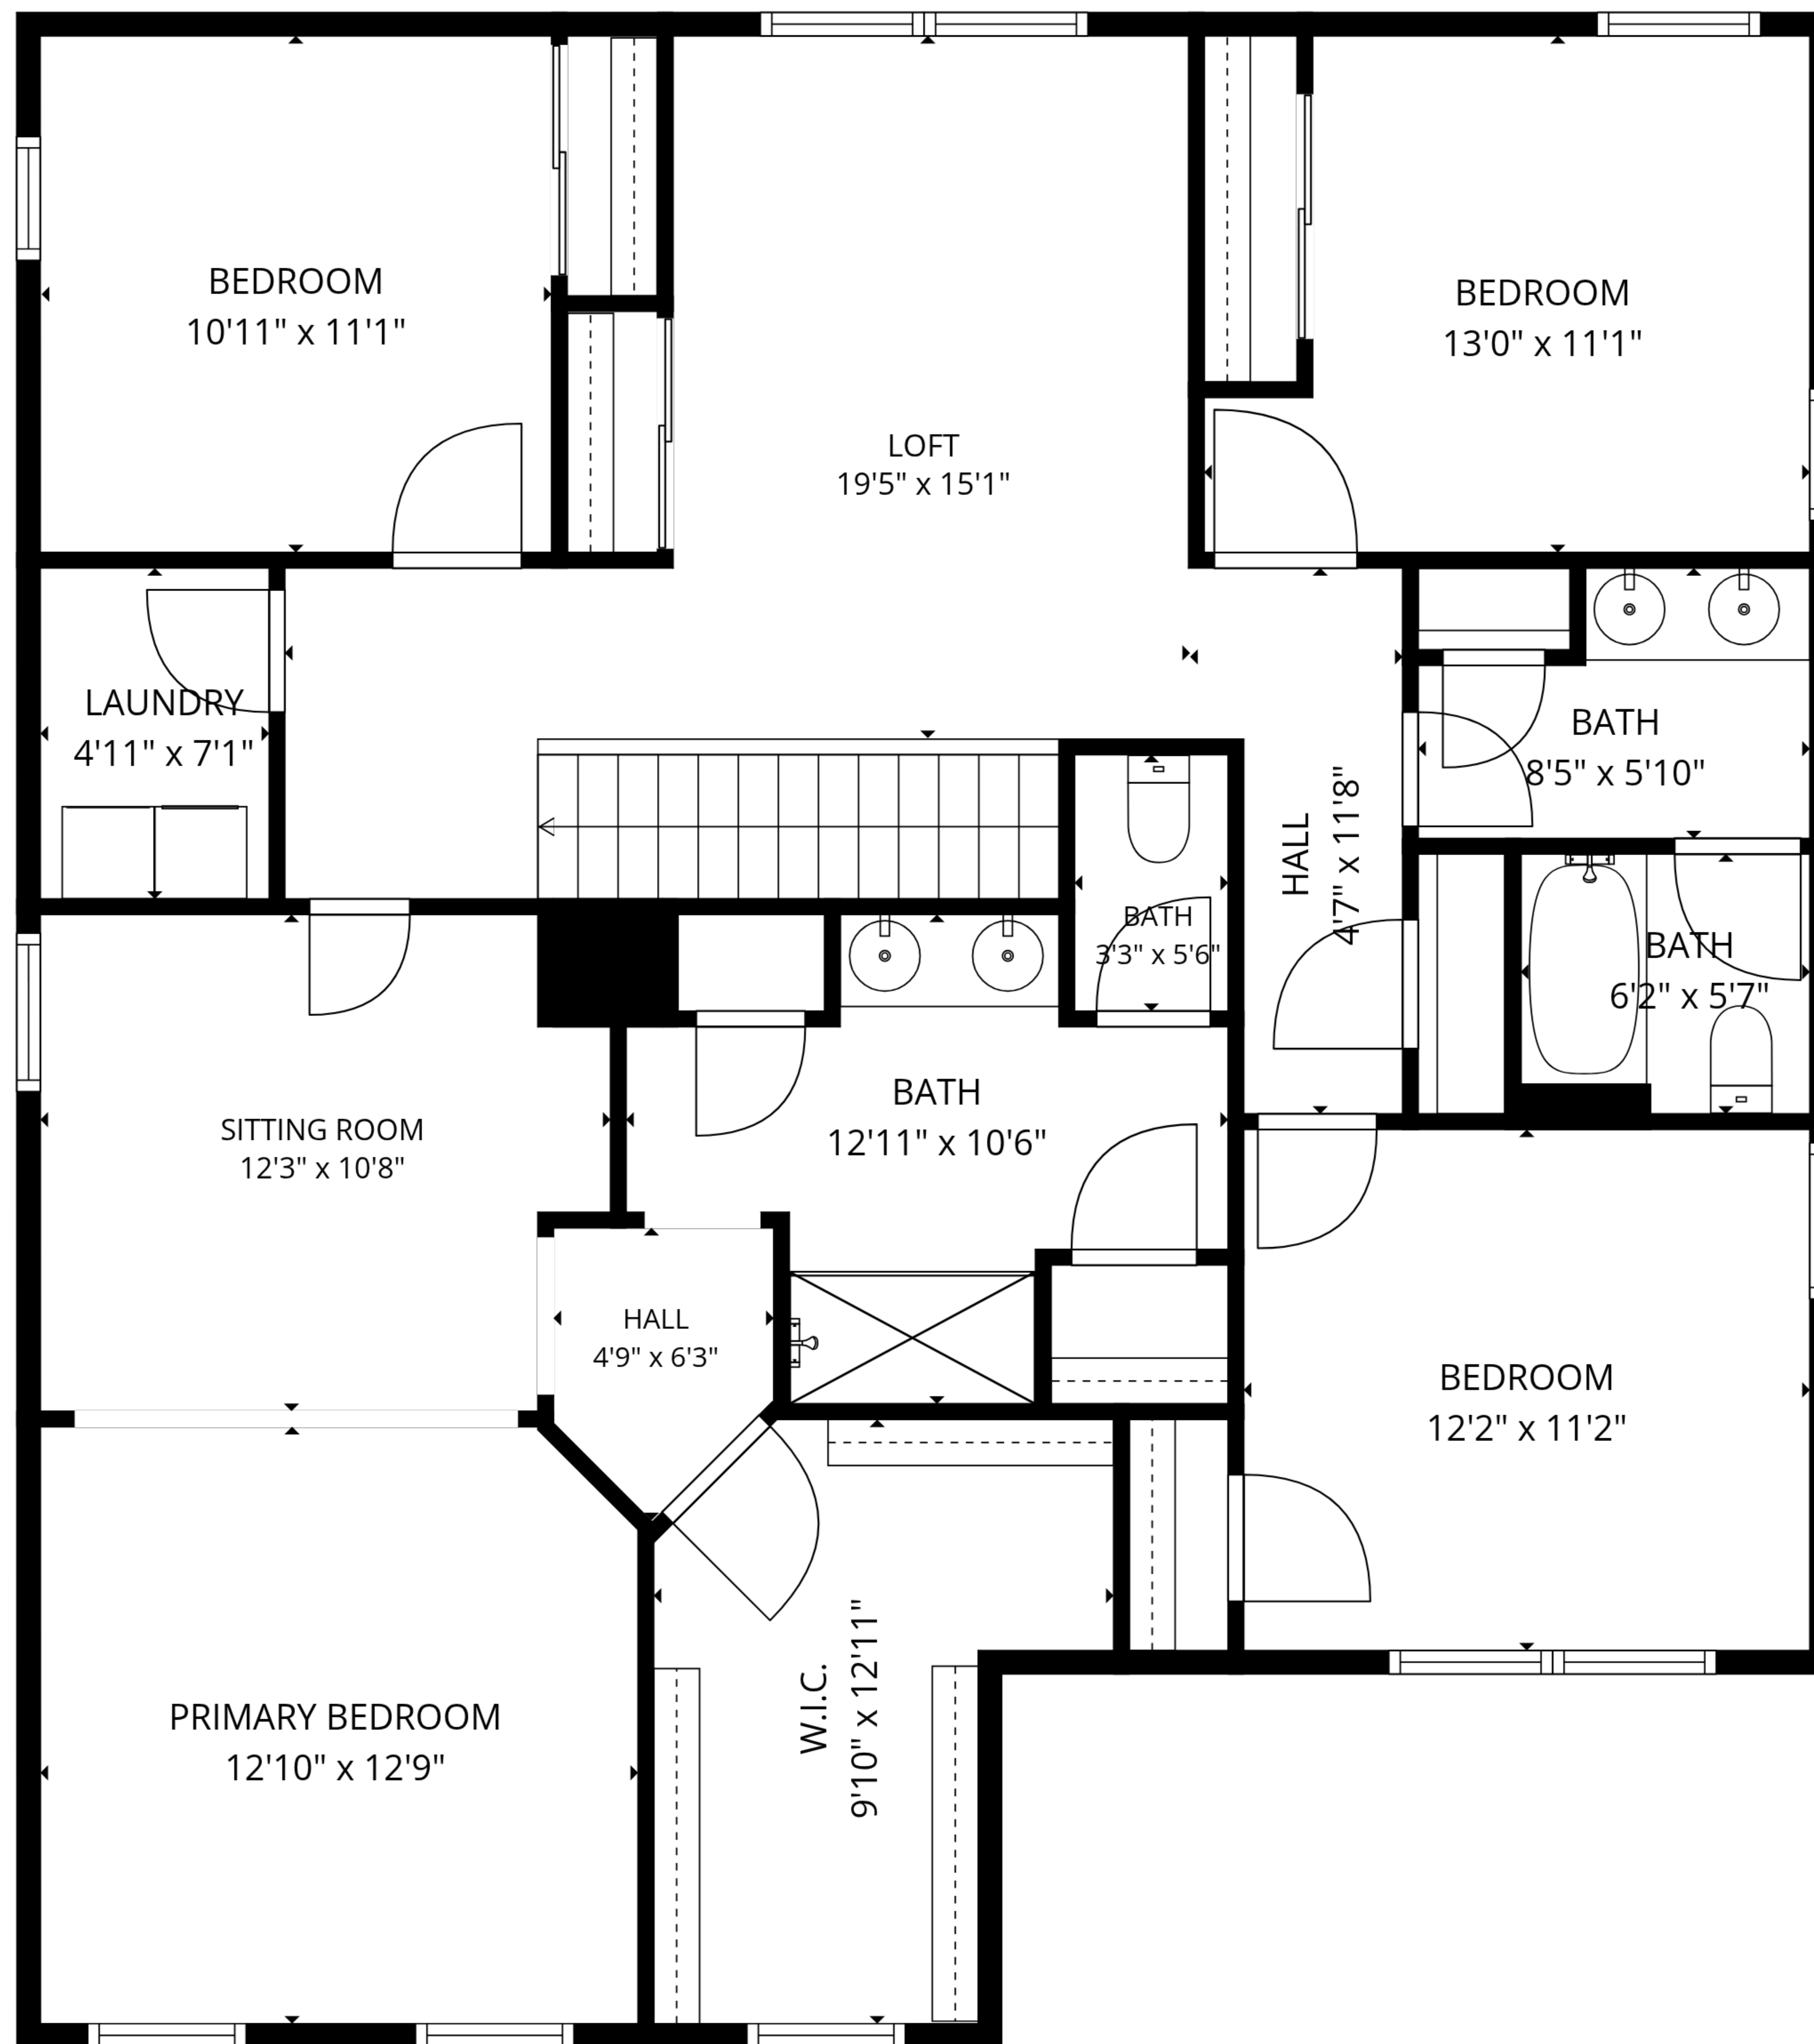 BEDROOM
10'11" x 11'1"
BEDROOM
13'0" x 11'1"
LOFT
19'5" x 15'1"
LAUNDRY
4'11" x 7'1"
BATH
8'5" x 5'10"
HALL
4'7" x 11'8"
BATH
3'3" x 5'6"
BATH
6'2" x 5'7"
SITTING ROOM
12'3" x 10'8"
BATH
12'11" x 10'6"
HALL
4'9" x 6'3"
BEDROOM
12'2" x 11'2"
PRIMARY BEDROOM
12'10" x 12'9"
W.I.C.
9'10" x 12'11"